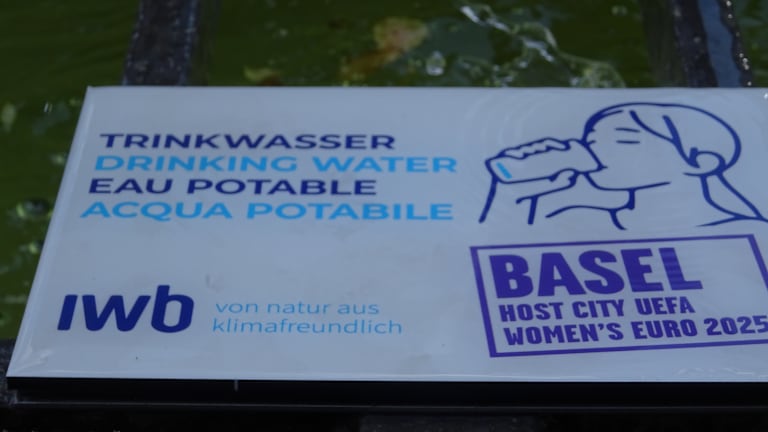 TRINKWASSER
DRINKING WATER
EAU POTABLE
ACQUA POTABILE
iwb
von natur aus
klimafreundlich
BASEL
HOST CITY UEFA
WOMEN'S EURO 2025